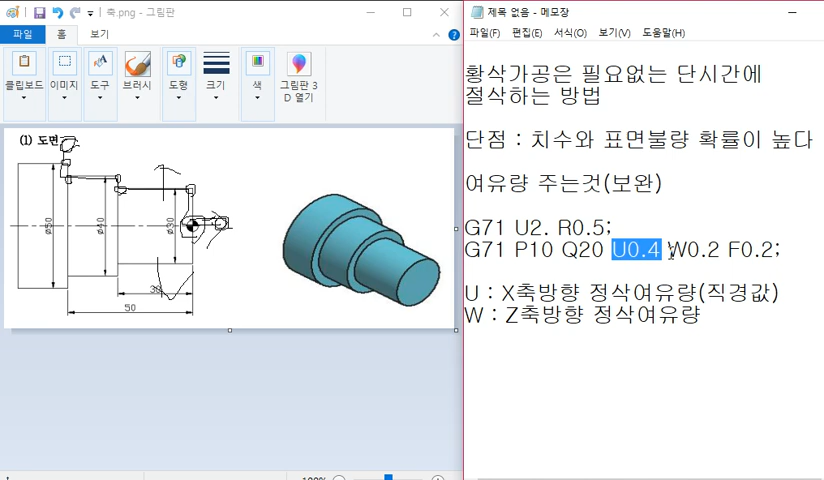 축.png - 그림판
파일
홈
보기
클립보드
이미지
도구
브러시
도형
크기
색
그림판 3
D 열기
(1) 도면
⌀50
⌀40
⌀30
30
50
100%
제목 없음 - 메모장
파일(F)
편집(E)
서식(O)
보기(V)
도움말(H)
황삭가공은 필요없는 단시간에
절삭하는 방법
단점 : 치수와 표면불량 확률이 높다
여유량 주는것(보완)
G71 U2. R0.5;
G71 P10 Q20 U0.4 W0.2 F0.2;
U : X축방향 정삭여유량(직경값)
W : Z축방향 정삭여유량